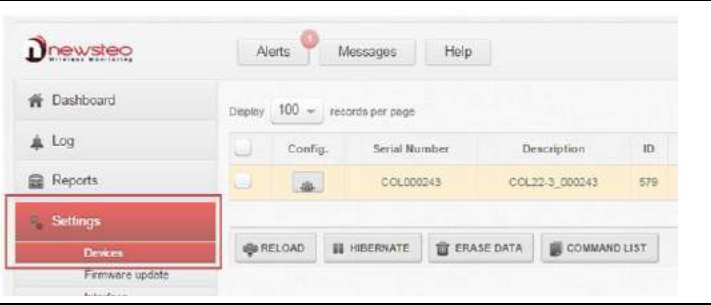 newsteo
Wireless Monitoring
Alerts 1 Messages Help
Dashboard
Log
Reports
Settings
Devices
Firmware update
Interface
Display 100 records per page
Config. Serial Number Description ID
COL000243 COL22-3_000243 579
RELOAD HIBERNATE ERASE DATA COMMAND LIST